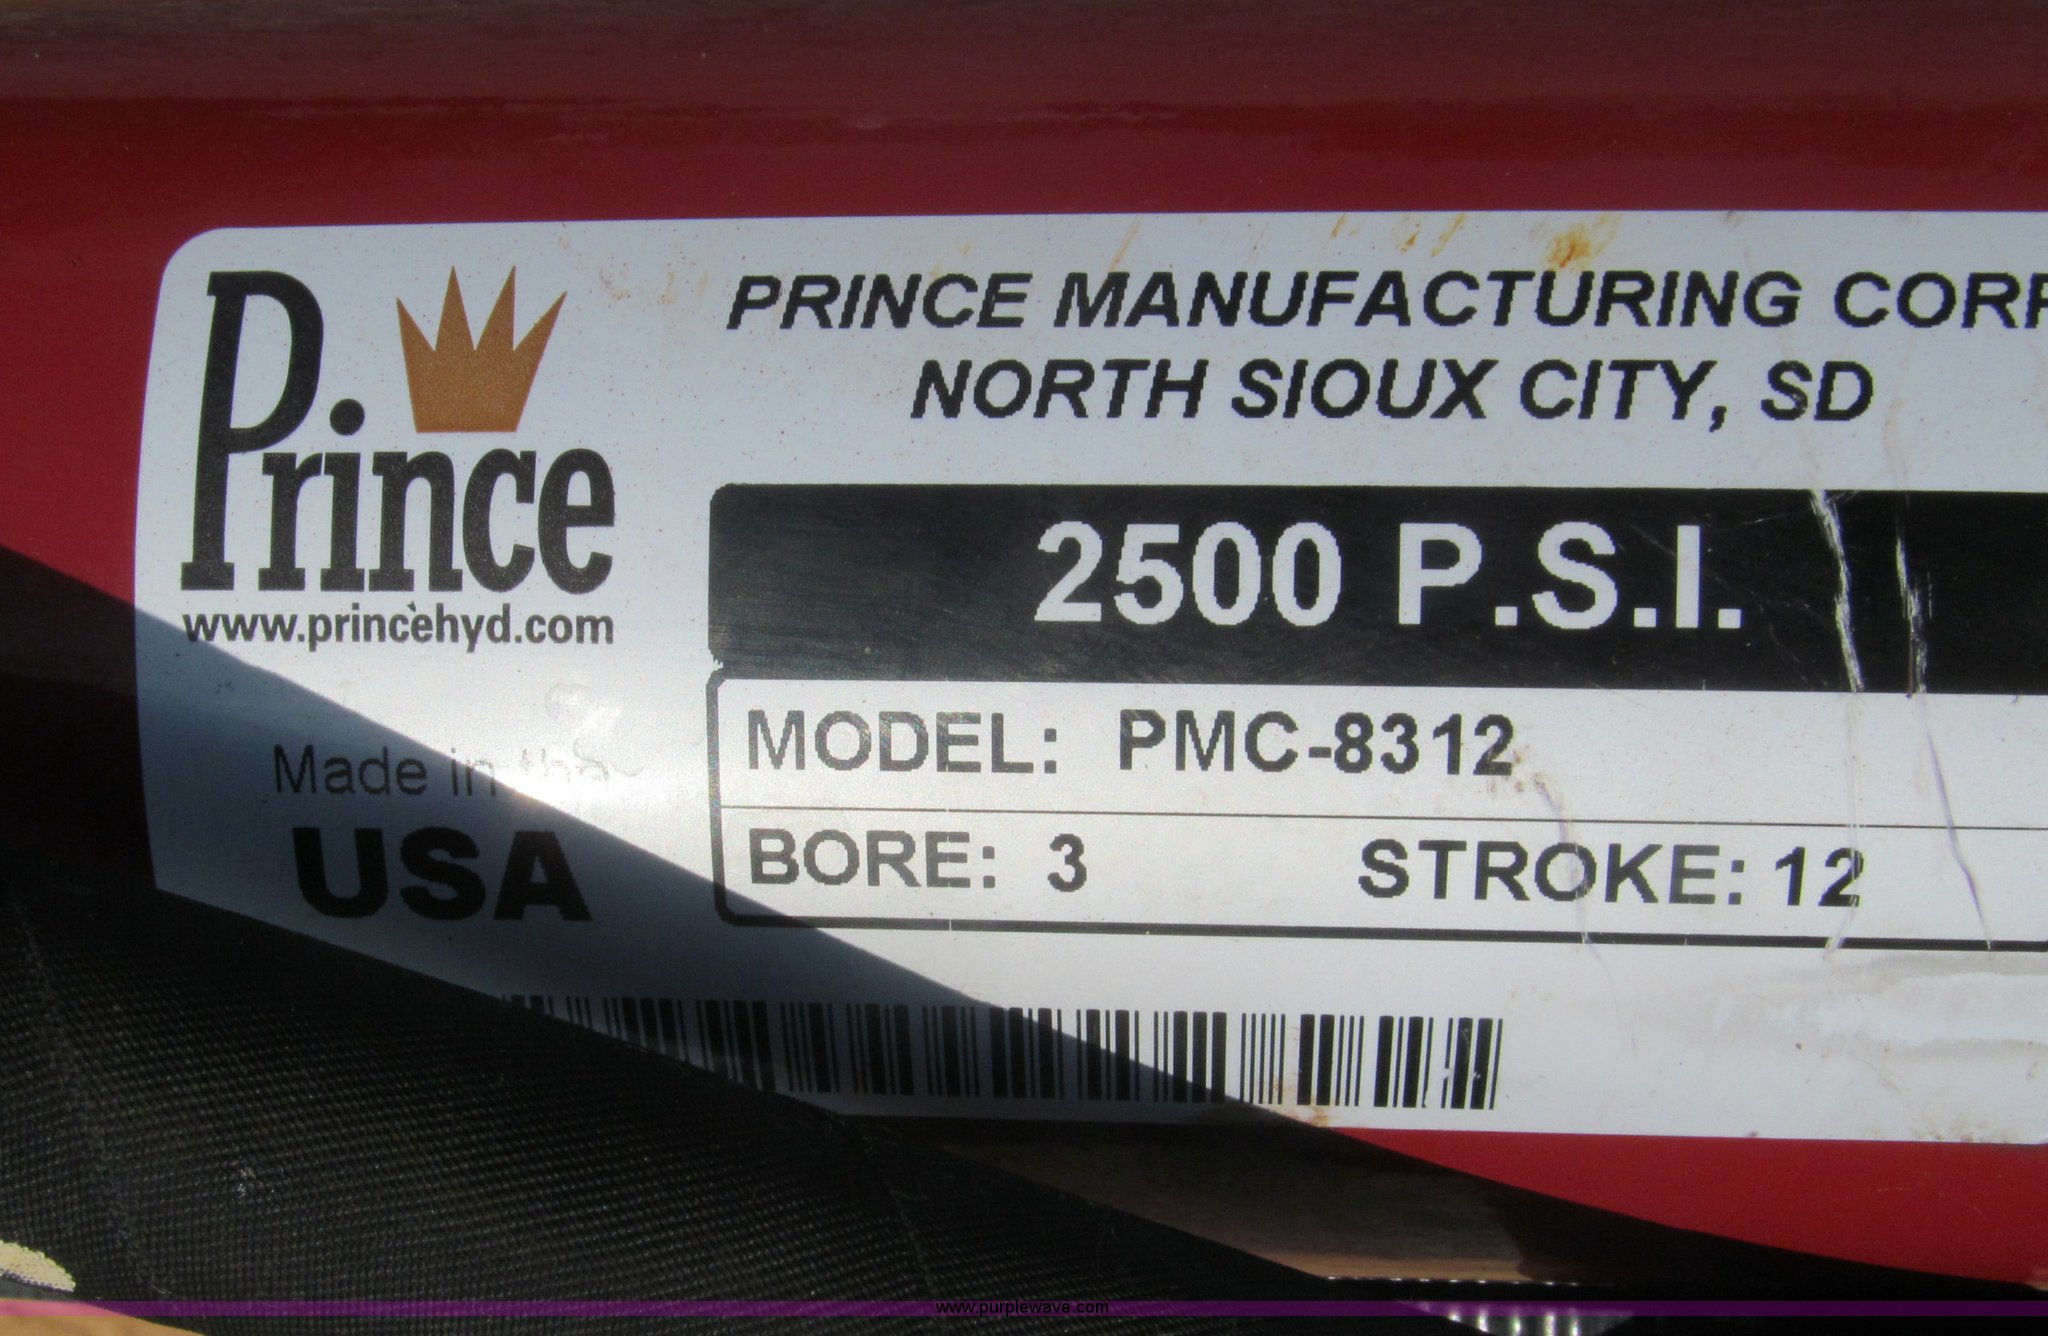 Prince
www.princehyd.com
Made in the
USA
PRINCE MANUFACTURING CORP
NORTH SIOUX CITY, SD
2500 P.S.I.
MODEL: PMC-8312
BORE: 3 STROKE: 12
www.purplewave.com